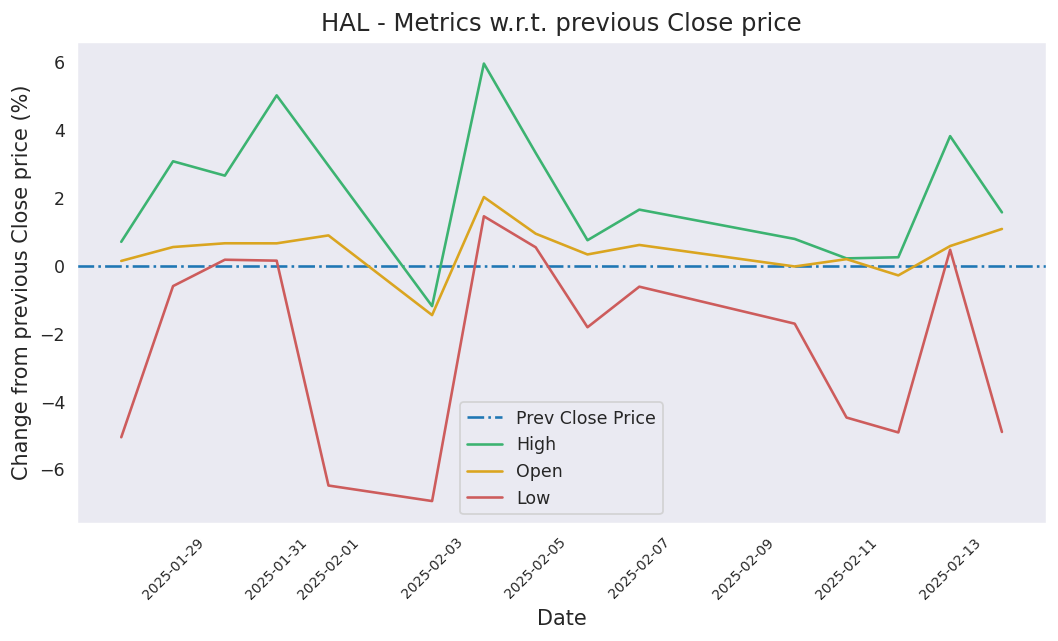 HAL - Metrics w.r.t. previous Close price
Change from previous Close price (%)
6
4
2
0
−2
−4
−6
Prev Close Price
High
Open
Low
2025-01-29
2025-01-31
2025-02-01
2025-02-03
2025-02-05
2025-02-07
2025-02-09
2025-02-11
2025-02-13
Date